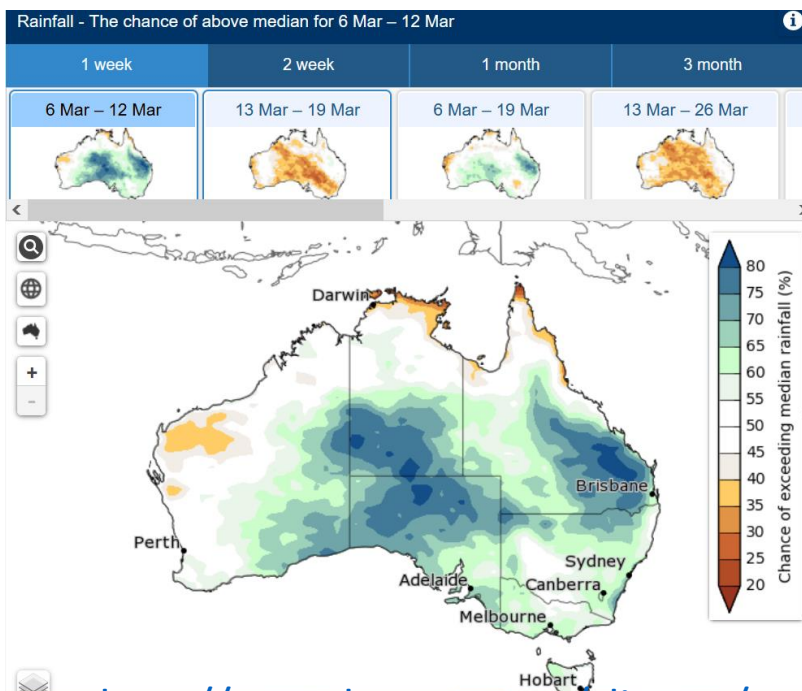 Rainfall - The chance of above median for 6 Mar – 12 Mar
1 week 2 week 1 month 3 month
6 Mar – 12 Mar 13 Mar – 19 Mar 6 Mar – 19 Mar 13 Mar – 26 Mar
Darwin
Brisbane
Perth
Sydney
Adelaide
Canberra
Melbourne
Hobart
80
75
70
65
60
55
50
45
40
35
30
25
20
Chance of exceeding median rainfall (%)